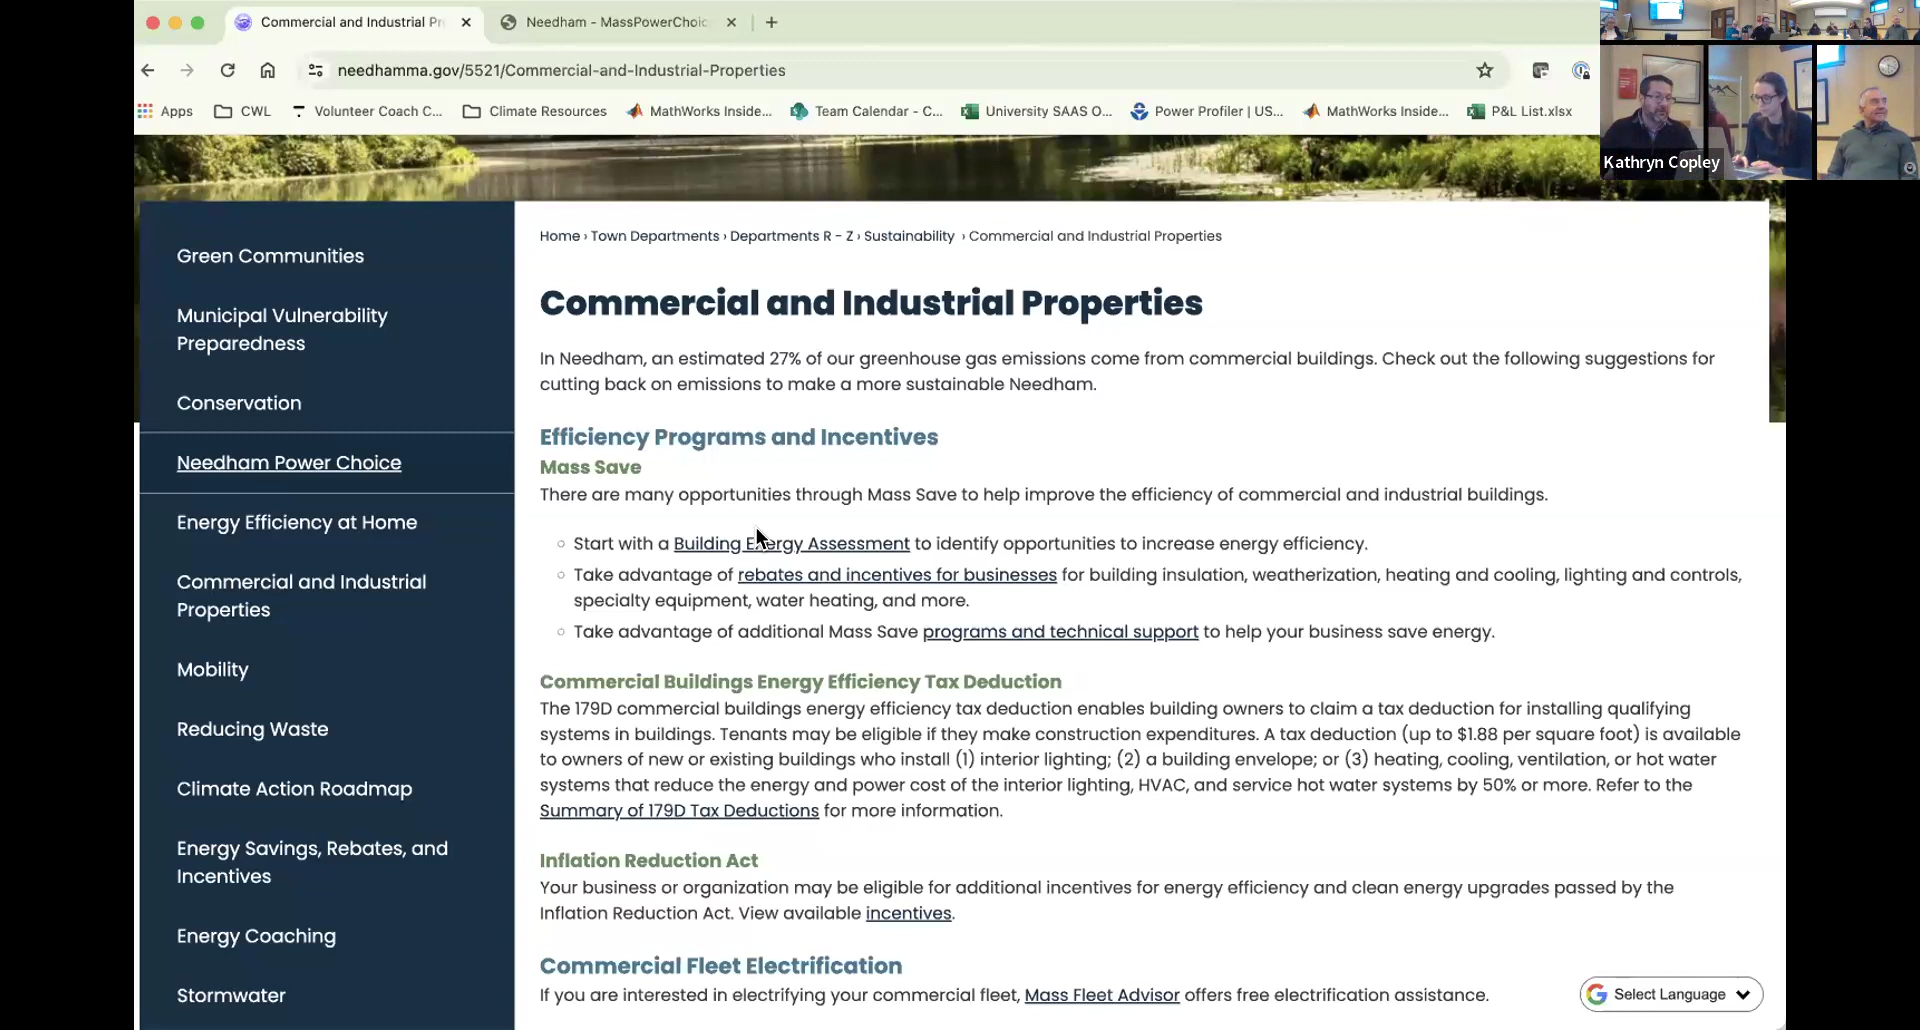 Commercial and Industrial Pr
Needham - MassPowerChoic
needhamma.gov/5521/Commercial-and-Industrial-Properties
Apps
CWL
Volunteer Coach C...
Climate Resources
MathWorks Inside...
Team Calendar - C...
University SAAS O...
Power Profiler | US...
MathWorks Inside...
P&L List.xlsx
Kathryn Copley
Green Communities
Municipal Vulnerability
Preparedness
Conservation
Needham Power Choice
Energy Efficiency at Home
Commercial and Industrial
Properties
Mobility
Reducing Waste
Climate Action Roadmap
Energy Savings, Rebates, and
Incentives
Energy Coaching
Stormwater
Home › Town Departments › Departments R - Z › Sustainability › Commercial and Industrial Properties
Commercial and Industrial Properties
In Needham, an estimated 27% of our greenhouse gas emissions come from commercial buildings. Check out the following suggestions for
cutting back on emissions to make a more sustainable Needham.
Efficiency Programs and Incentives
Mass Save
There are many opportunities through Mass Save to help improve the efficiency of commercial and industrial buildings.
Start with a Building Energy Assessment to identify opportunities to increase energy efficiency.
Take advantage of rebates and incentives for businesses for building insulation, weatherization, heating and cooling, lighting and controls,
specialty equipment, water heating, and more.
Take advantage of additional Mass Save programs and technical support to help your business save energy.
Commercial Buildings Energy Efficiency Tax Deduction
The 179D commercial buildings energy efficiency tax deduction enables building owners to claim a tax deduction for installing qualifying
systems in buildings. Tenants may be eligible if they make construction expenditures. A tax deduction (up to $1.88 per square foot) is available
to owners of new or existing buildings who install (1) interior lighting; (2) a building envelope; or (3) heating, cooling, ventilation, or hot water
systems that reduce the energy and power cost of the interior lighting, HVAC, and service hot water systems by 50% or more. Refer to the
Summary of 179D Tax Deductions for more information.
Inflation Reduction Act
Your business or organization may be eligible for additional incentives for energy efficiency and clean energy upgrades passed by the
Inflation Reduction Act. View available incentives.
Commercial Fleet Electrification
If you are interested in electrifying your commercial fleet, Mass Fleet Advisor offers free electrification assistance.
Select Language